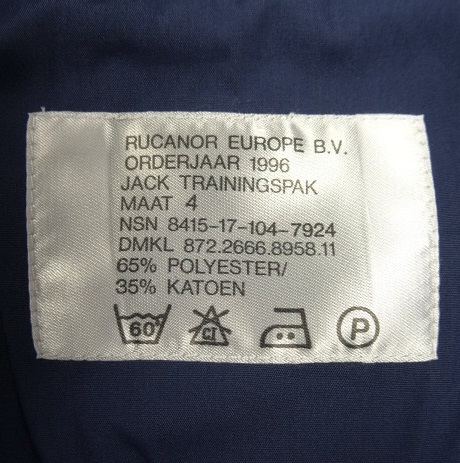 RUCANOR EUROPE B.V.
ORDERJAAR 1996
JACK TRAININGSPAK
MAAT 4
NSN 8415-17-104-7924
DMKL 872.2666.8958.11
65% POLYESTER/
35% KATOEN
60° Cl P